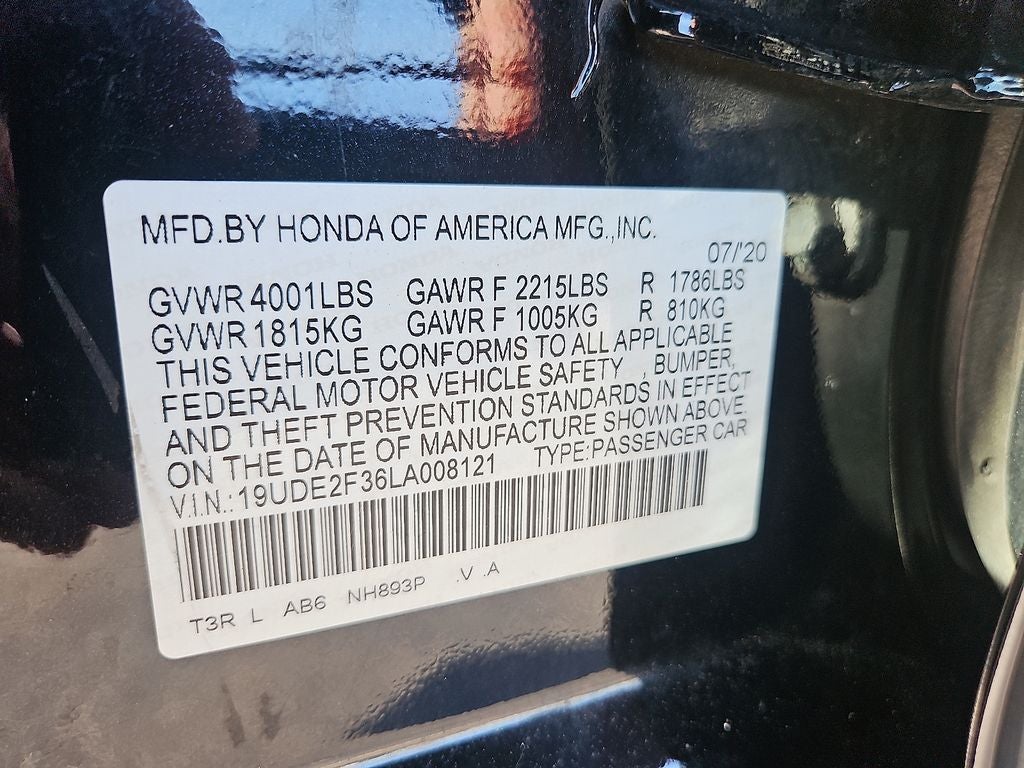 MFD.BY HONDA OF AMERICA MFG.,INC.
07/'20
GVWR 4001LBS GAWR F 2215LBS R 1786LBS
GVWR 1815KG GAWR F 1005KG R 810KG
THIS VEHICLE CONFORMS TO ALL APPLICABLE
FEDERAL MOTOR VEHICLE SAFETY , BUMPER,
AND THEFT PREVENTION STANDARDS IN EFFECT
ON THE DATE OF MANUFACTURE SHOWN ABOVE.
V.I.N.:19UDE2F36LA008121 TYPE:PASSENGER CAR
T3R L AB6 NH893P .V .A